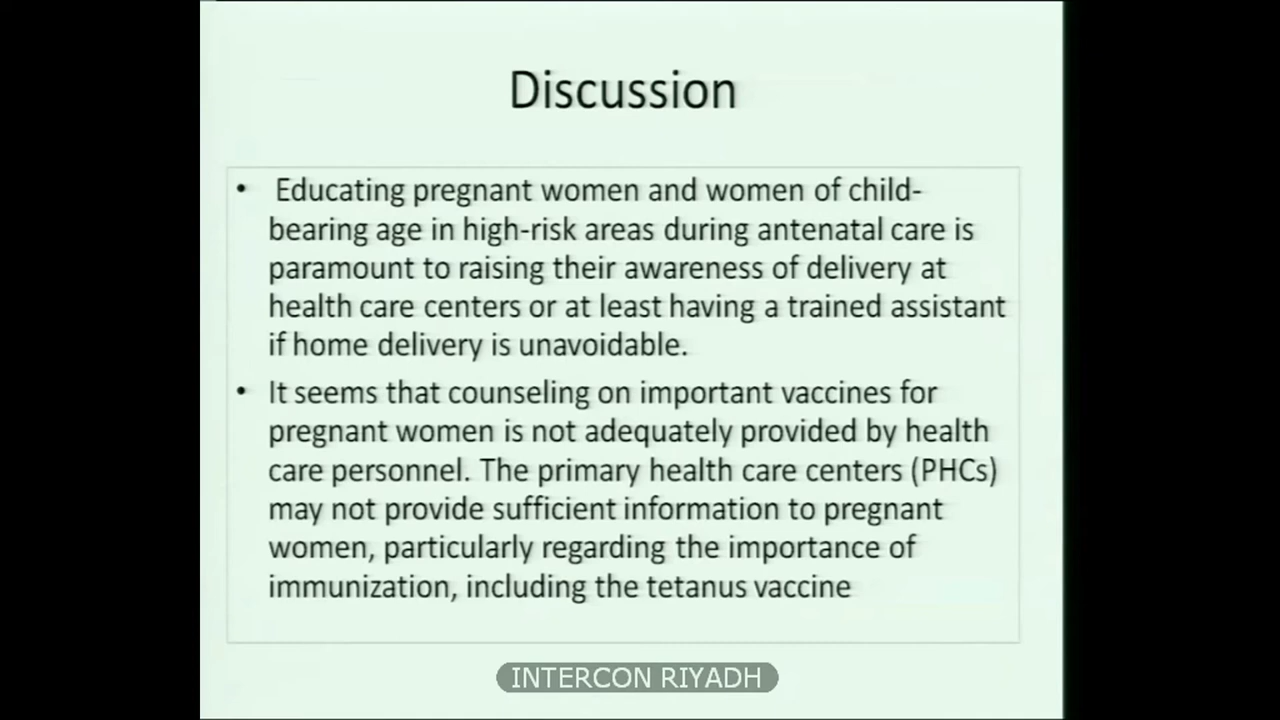 Discussion
• Educating pregnant women and women of child-
bearing age in high-risk areas during antenatal care is
paramount to raising their awareness of delivery at
health care centers or at least having a trained assistant
if home delivery is unavoidable.
• It seems that counseling on important vaccines for
pregnant women is not adequately provided by health
care personnel. The primary health care centers (PHCs)
may not provide sufficient information to pregnant
women, particularly regarding the importance of
immunization, including the tetanus vaccine
INTERCON RIYADH